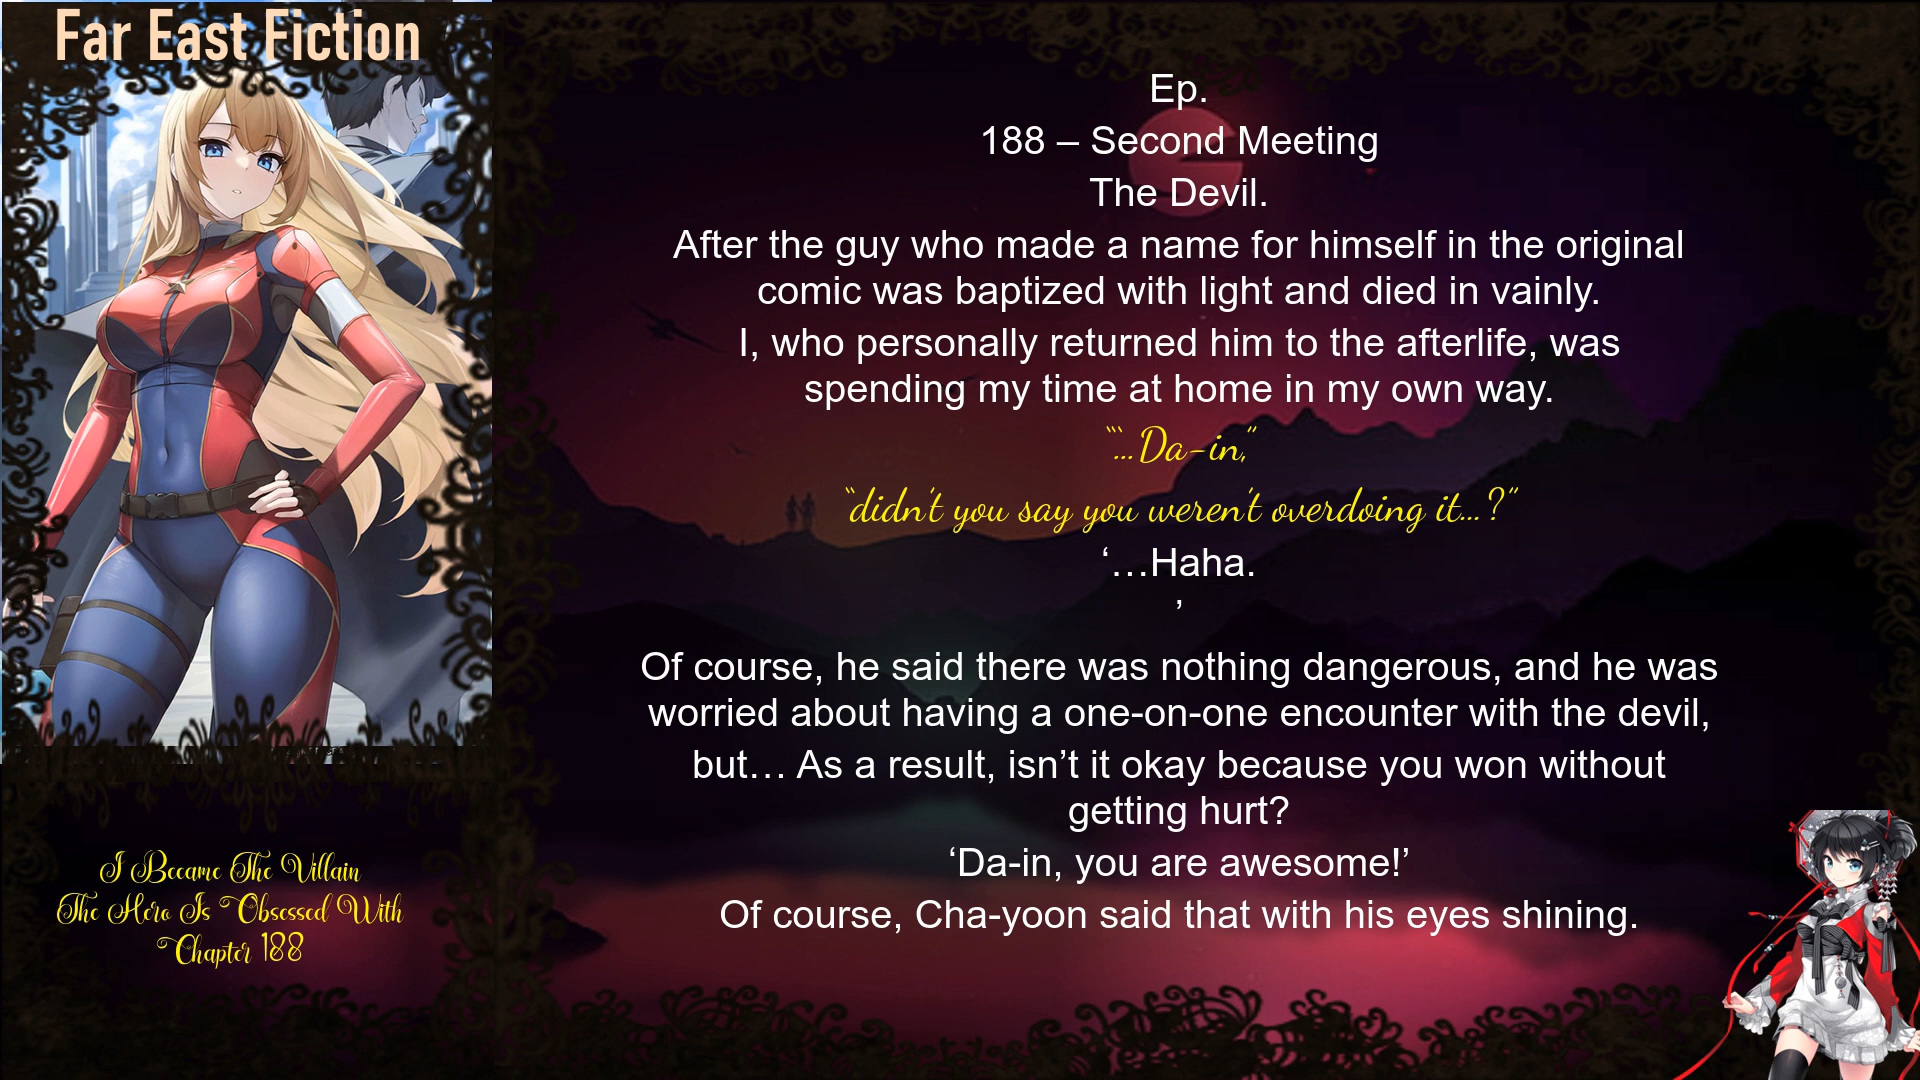 Far East Fiction
Ep.
188 – Second Meeting
The Devil.
After the guy who made a name for himself in the original
comic was baptized with light and died in vainly.
I, who personally returned him to the afterlife, was
spending my time at home in my own way.
“‘…Da-in,”
“didn’t you say you weren’t overdoing it…?”
‘…Haha.
’
Of course, he said there was nothing dangerous, and he was
worried about having a one-on-one encounter with the devil,
but… As a result, isn’t it okay because you won without
getting hurt?
‘Da-in, you are awesome!’
Of course, Cha-yoon said that with his eyes shining.
I Became The Villain
The Hero Is Obsessed With
Chapter 188